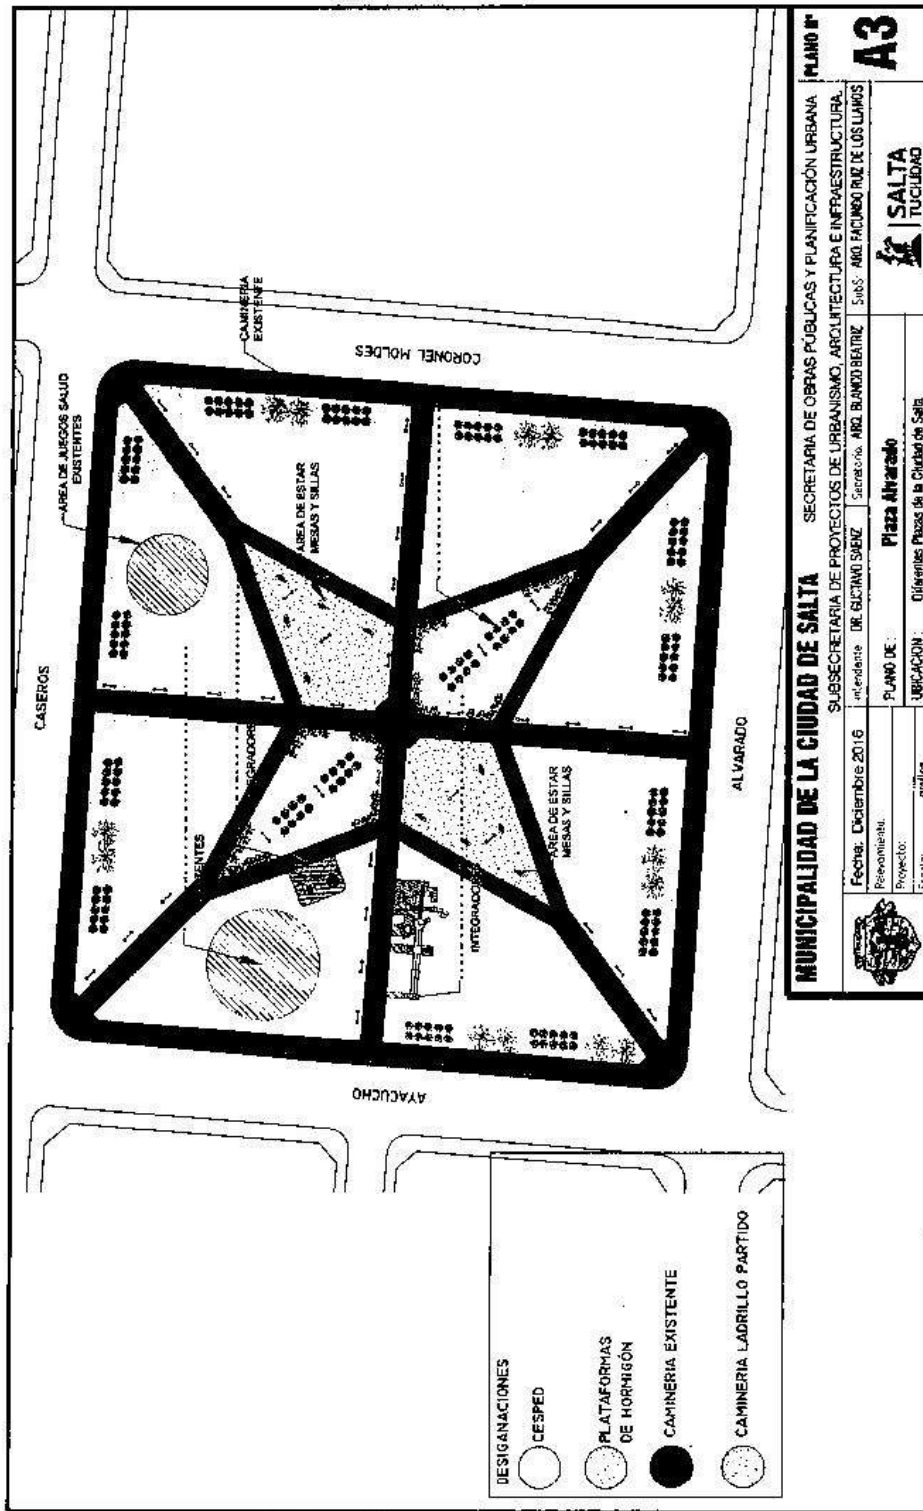 CASEROS
AREA DE JUEGOS SALUD
EXISTENTES
CAMINERIA
EXISTENTE
CORONEL MOLDES
AREA DE ESTAR
MESAS Y SILLAS
AREA DE ESTAR
MESAS Y SILLAS
AYACUCHO
ALVARADO
DESIGANACIONES
CESPED
PLATAFORMAS
DE HORMIGÓN
CAMINERIA EXISTENTE
CAMINERIA LADRILLO PARTIDO
MUNICIPALIDAD DE LA CIUDAD DE SALTA
SECRETARIA DE OBRAS PÚBLICAS Y PLANIFICACIÓN URBANA
SUBSECRETARIA DE PROYECTOS DE URBANISMO, ARQUITECTURA E INFRAESTRUCTURA.
PLANO Nº
A3
Fecha: Diciembre 2016
Relevamiento:
Proyecto:
Intendente: DR. GUSTAVO SAENZ
Secretario: ARQ. BLANCO BEATRIZ
SubS: ARQ. FACUNDO RUIZ DE LOS LLANOS
PLANO DE:
Plaza Alvarado
UBICACION
Diferentes Plazas de la Ciudad de Salta
SALTA
TU CIUDAD